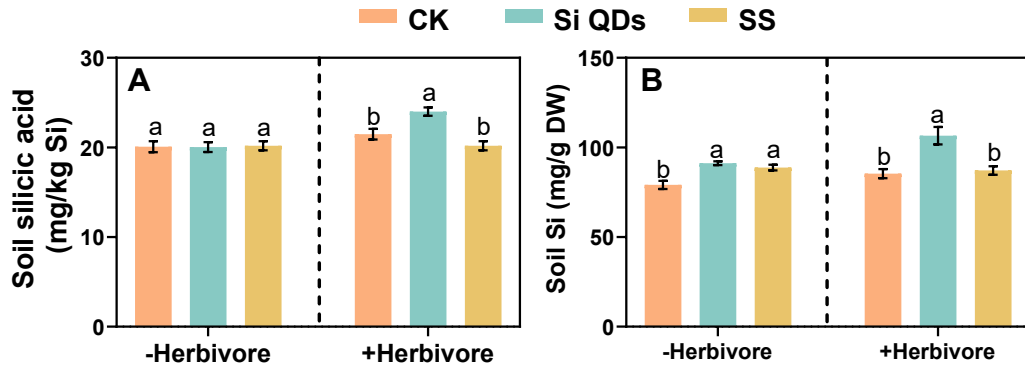 CK Si QDs SS
A
Soil silicic acid
(mg/kg Si)
30
20
10
0
a a a
b a b
-Herbivore +Herbivore
B
Soil Si (mg/g DW)
150
100
50
0
b a a
b a b
-Herbivore +Herbivore